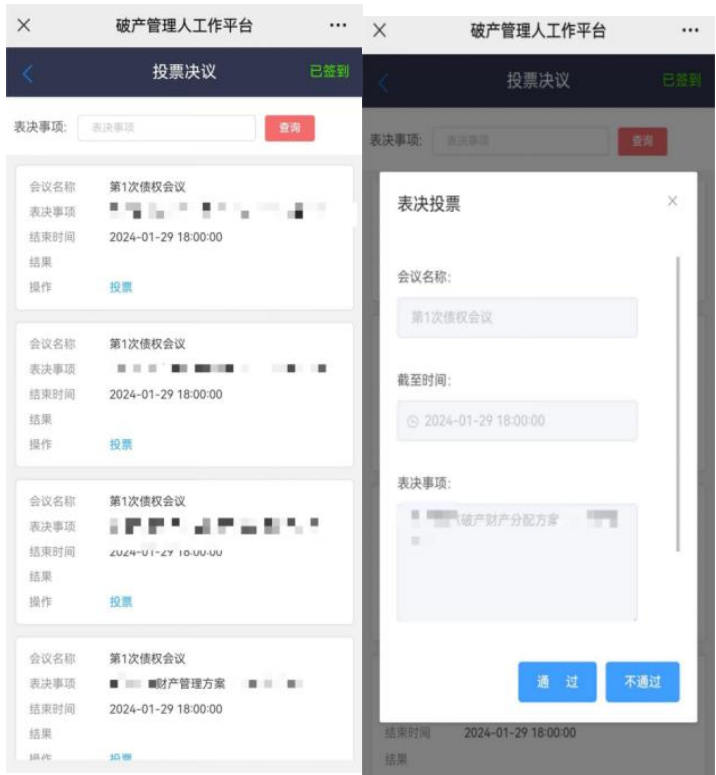 破产管理人工作平台
投票决议
已签到
表决事项:
表决事项
查询
会议名称 第1次债权会议
表决事项
结束时间 2024-01-29 18:00:00
结果
操作 投票
会议名称 第1次债权会议
表决事项
结束时间 2024-01-29 18:00:00
结果
操作 投票
会议名称 第1次债权会议
表决事项
结束时间 2024-01-29 18:00:00
结果
操作 投票
会议名称 第1次债权会议
表决事项 财产管理方案
结束时间 2024-01-29 18:00:00
结果
操作 投票
破产管理人工作平台
投票决议
已签到
表决事项:
表决事项
查询
表决投票
会议名称:
第1次债权会议
截至时间:
2024-01-29 18:00:00
表决事项:
破产财产分配方案
通 过
不通过
结束时间 2024-01-29 18:00:00
结果